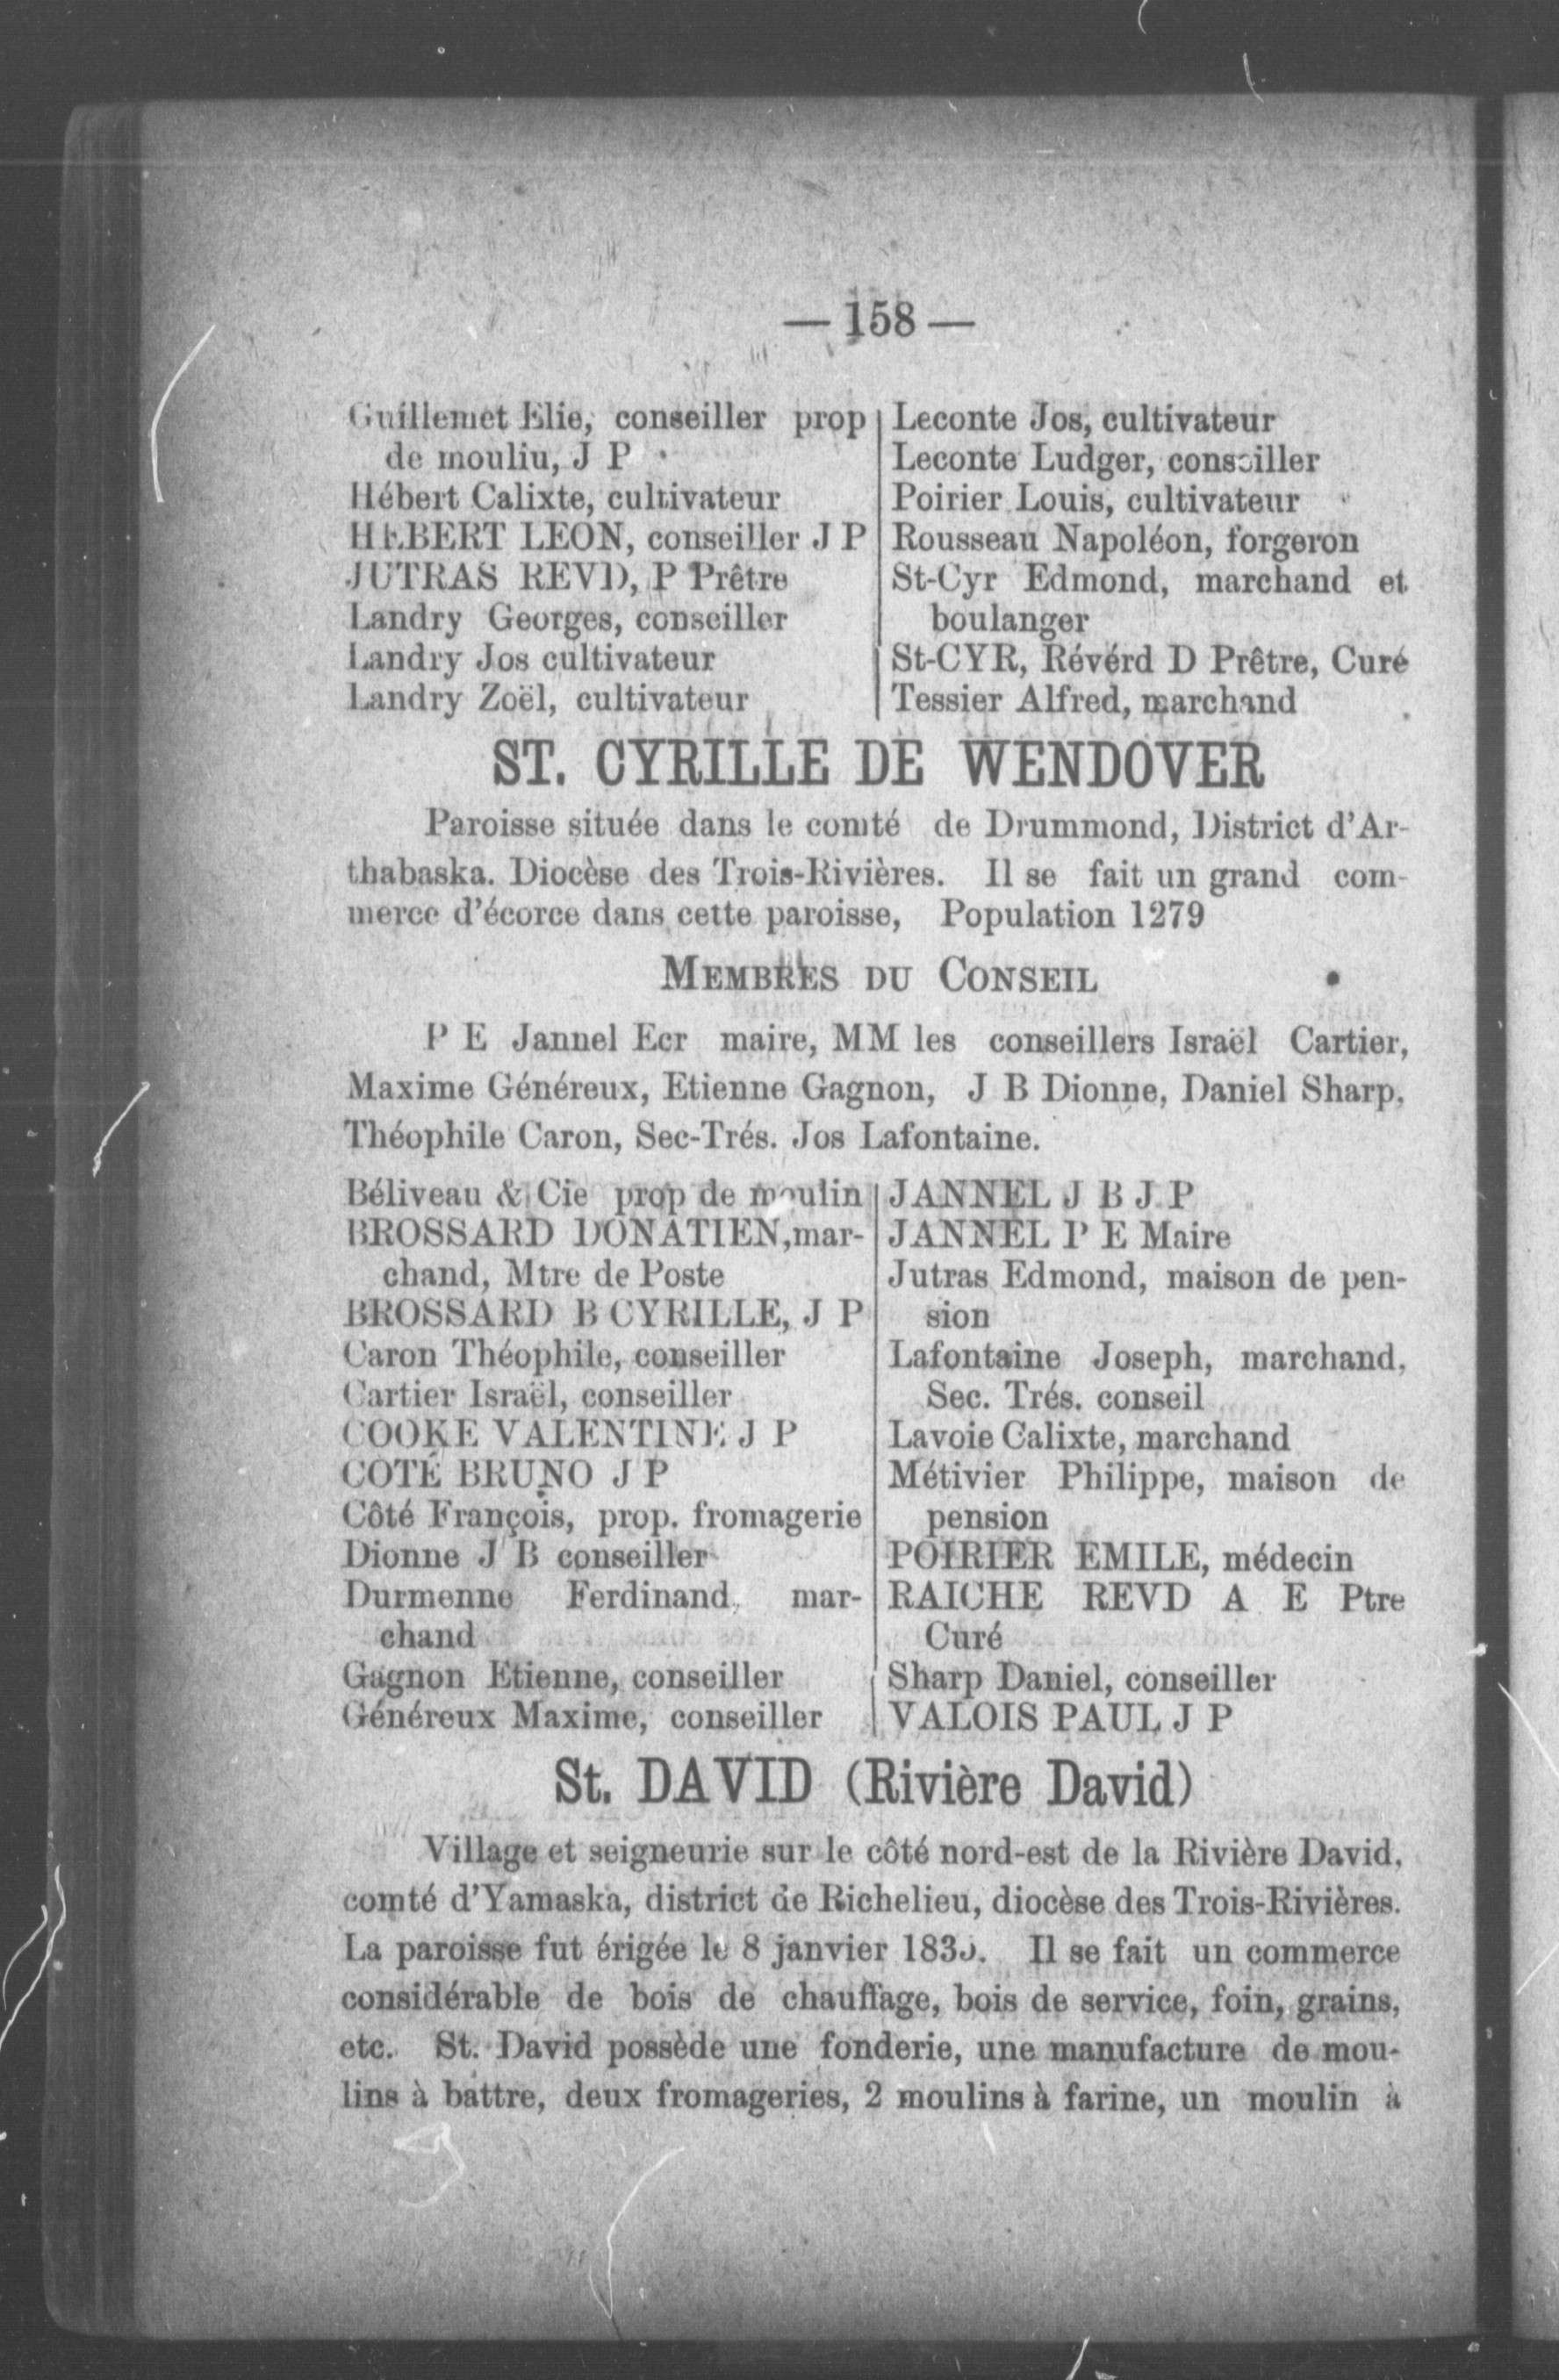 — 158 —
Guillemet Elie, conseiller prop
de mouliu, J P
Hébert Calixte, cultivateur
HEBERT LEON, conseiller J P
JUTRAS REVD, P Prêtre
Landry Georges, conseiller
Landry Jos cultivateur
Landry Zoël, cultivateur
Leconte Jos, cultivateur
Leconte Ludger, conseiller
Poirier Louis, cultivateur
Rousseau Napoléon, forgeron
St-Cyr Edmond, marchand et
boulanger
St-CYR, Révérd D Prêtre, Curé
Tessier Alfred, marchand
ST. CYRILLE DE WENDOVER
Paroisse située dans le comté de Drummond, District d'Ar-
thabaska. Diocèse des Trois-Rivières. Il se fait un grand com-
merce d'écorce dans cette paroisse, Population 1279
MEMBRES DU CONSEIL
P E Jannel Ecr maire, MM les conseillers Israël Cartier,
Maxime Généreux, Etienne Gagnon, J B Dionne, Daniel Sharp,
Théophile Caron, Sec-Trés. Jos Lafontaine.
Béliveau & Cie prop de moulin
BROSSARD DONATIEN,mar-
chand, Mtre de Poste
BROSSARD B CYRILLE, J P
Caron Théophile, conseiller
Cartier Israël, conseiller
COOKE VALENTINE J P
COTÉ BRUNO J P
Côté François, prop. fromagerie
Dionne J B conseiller
Durmenne Ferdinand, mar-
chand
Gagnon Etienne, conseiller
Généreux Maxime, conseiller
JANNEL J B J P
JANNEL P E Maire
Jutras Edmond, maison de pen-
sion
Lafontaine Joseph, marchand,
Sec. Trés. conseil
Lavoie Calixte, marchand
Métivier Philippe, maison de
pension
POIRIER EMILE, médecin
RAICHE REVD A E Ptre
Curé
Sharp Daniel, conseiller
VALOIS PAUL J P
St. DAVID (Rivière David)
Village et seigneurie sur le côté nord-est de la Rivière David,
comté d'Yamaska, district de Richelieu, diocèse des Trois-Rivières.
La paroisse fut érigée le 8 janvier Il se fait un commerce
considérable de bois de chauffage, bois de service, foin, grains,
etc. St. David possède une fonderie, une manufacture de mou-
lins à battre, deux fromageries, 2 moulins à farine, un moulin à